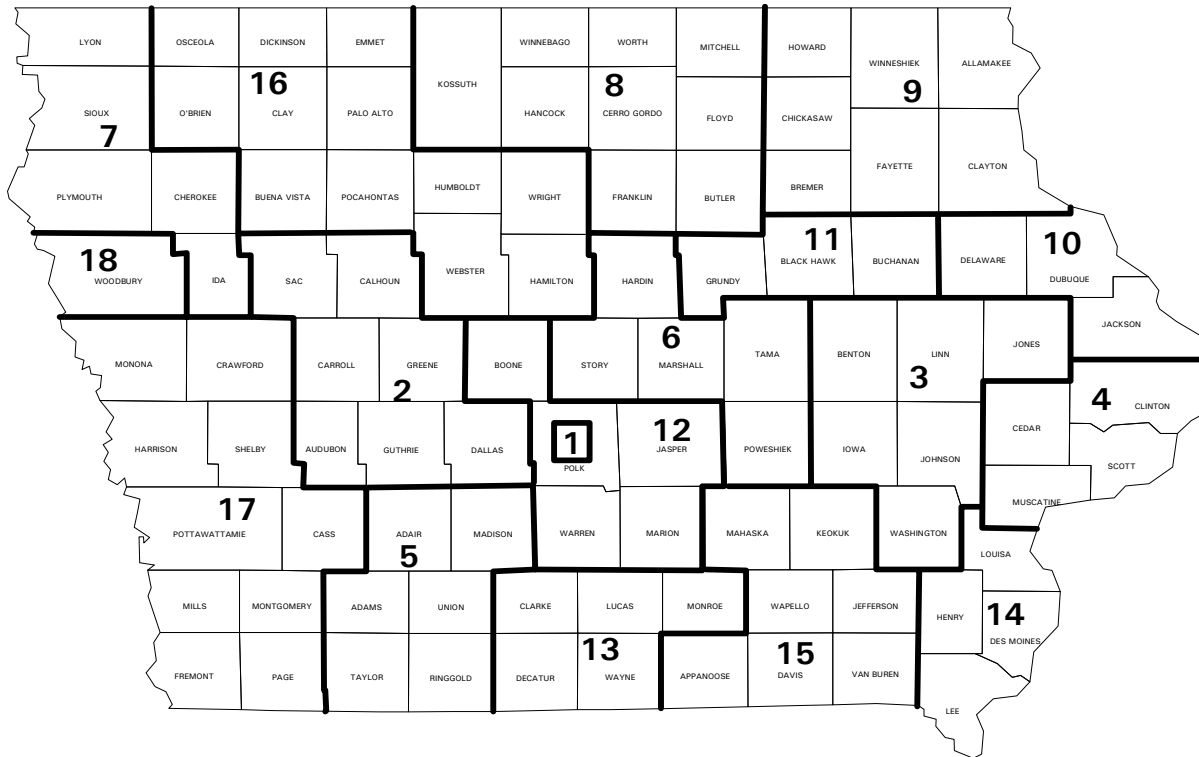 LYON OSCEOLA DICKINSON EMMET WINNEBAGO WORTH MITCHELL HOWARD
WINNESHIEK ALLAMAKEE
16 KOSSUTH 8 9
SIOUX O'BRIEN CLAY PALO ALTO HANCOCK CERRO GORDO FLOYD CHICKASAW
7
FAYETTE CLAYTON
PLYMOUTH CHEROKEE BUENA VISTA POCAHONTAS HUMBOLDT WRIGHT FRANKLIN BUTLER BREMER
18 11 10
WOODBURY IDA SAC CALHOUN WEBSTER HAMILTON HARDIN GRUNDY BLACK HAWK BUCHANAN DELAWARE DUBUQUE
JACKSON
6
MONONA CRAWFORD CARROLL GREENE BOONE STORY MARSHALL TAMA BENTON LINN JONES
2 3 4
CLINTON
HARRISON SHELBY AUDUBON GUTHRIE DALLAS 1 12 JASPER POWESHIEK IOWA JOHNSON CEDAR
POLK SCOTT
17 MUSCATINE
POTTAWATTAMIE CASS ADAIR MADISON WARREN MARION MAHASKA KEOKUK WASHINGTON
5 LOUISA
MILLS MONTGOMERY ADAMS UNION CLARKE LUCAS MONROE WAPELLO JEFFERSON HENRY 14
DES MOINES
13 15
FREMONT PAGE TAYLOR RINGGOLD DECATUR WAYNE APPANOOSE DAVIS VAN BUREN
LEE